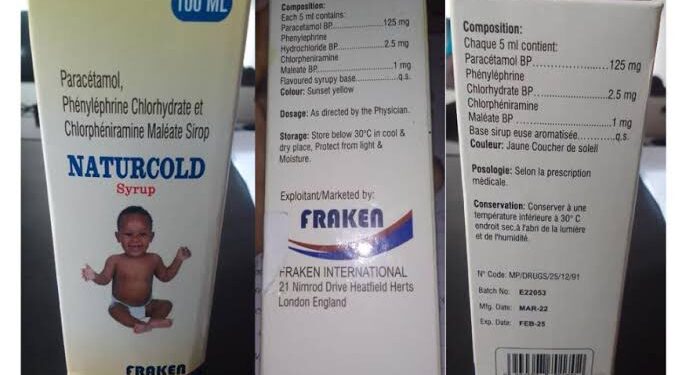 100 ML
Paracétamol,
Phényléphrine Chlorhydrate et
Chlorphéniramine Maléate Sirop
NATURCOLD
Syrup
FRAKEN
Composition:
Each 5 ml contains:
Paracetamol BP........................125 mg
Phenylephrine
Hydrochloride BP.....................2.5 mg
Chlorpheniramine
Maleate BP.............................1 mg
Flavoured syrupy base..............q.s.
Colour: Sunset yellow
Dosage: As directed by the Physician.
Storage: Store below 30°C in cool &
dry place, Protect from light &
Moisture.
Exploitant/Marketed by:
FRAKEN
FRAKEN INTERNATIONAL
21 Nimrod Drive Heatfield Herts
London England
Composition:
Chaque 5 ml contient:
Paracétamol BP........................125 mg
Phényléphrine
Chlorhydrate BP.....................2.5 mg
Chlorphéniramine
Maléate BP.............................1 mg
Base sirup euse aromatisée........q.s.
Couleur: Jaune Coucher de soleil
Posologie: Selon la prescription
médicale.
Conservation: Conserver à une
température inférieure à 30° C
endroit sec,à l'abri de la lumière
et de l'humidité.
N° Code: MP/DRUGS/25/12/91
Batch No. E22053
Mfg. Date: MAR-22
Exp. Date: FEB-25